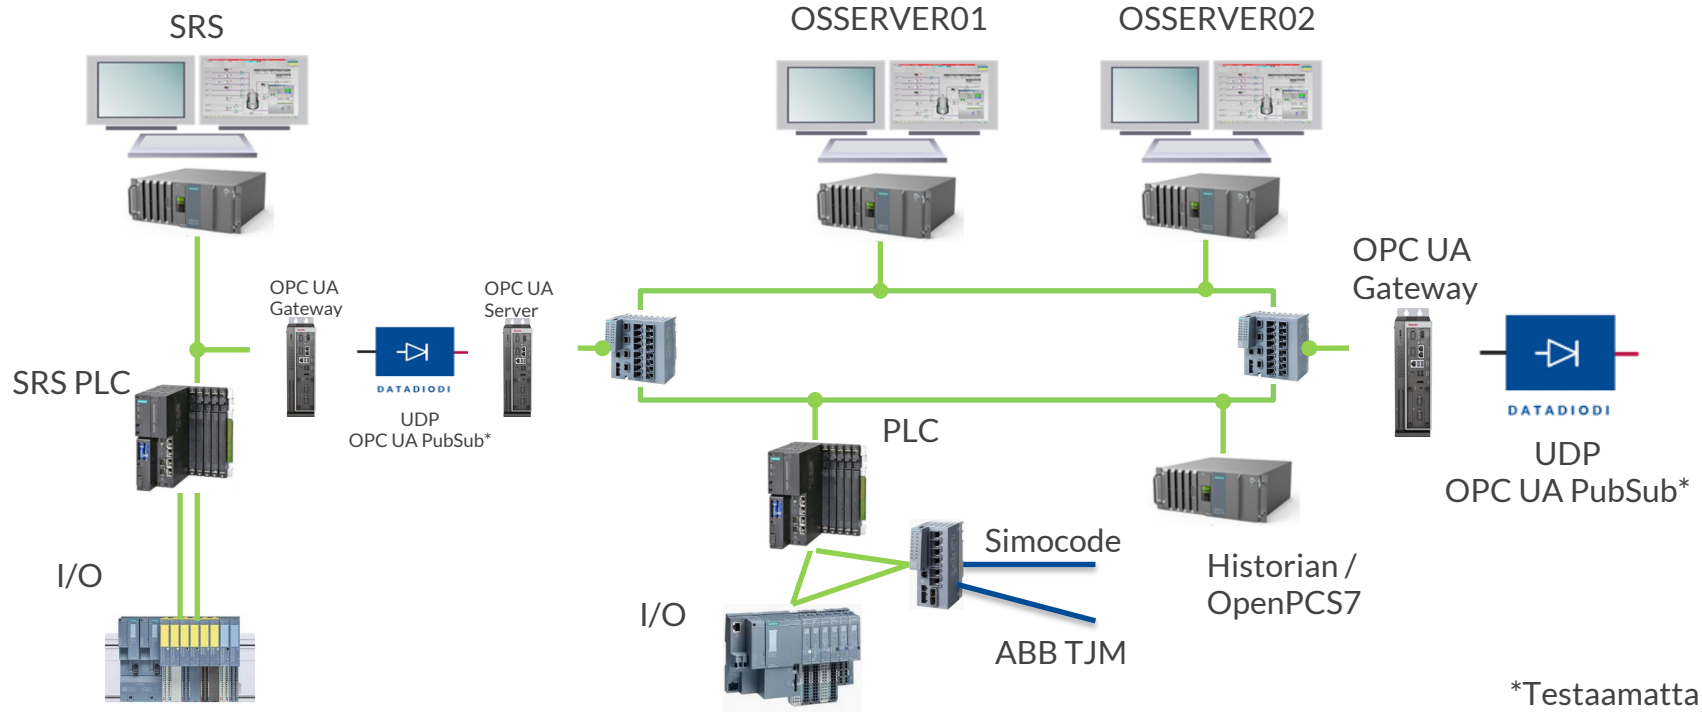 SRS
OSSERVER01
OSSERVER02
OPC UA
Gateway
OPC UA
Server
OPC UA
Gateway
DATADIODI
UDP
OPC UA PubSub*
SRS PLC
PLC
DATADIODI
UDP
OPC UA PubSub*
I/O
I/O
Simocode
ABB TJM
Historian /
OpenPCS7
*Testaamatta